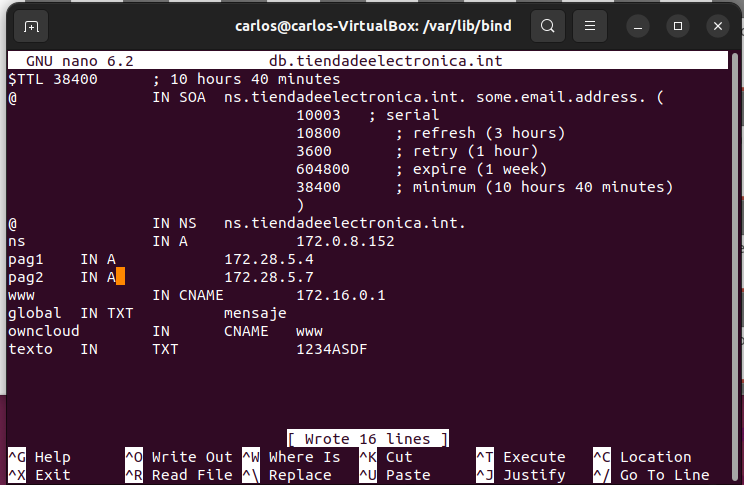 carlos@carlos-VirtualBox: /var/lib/bind
GNU nano 6.2 db.tiendadeelectronica.int
$TTL 38400 ; 10 hours 40 minutes
@ IN SOA ns.tiendadeelectronica.int. some.email.address. (
10003 ; serial
10800 ; refresh (3 hours)
3600 ; retry (1 hour)
604800 ; expire (1 week)
38400 ; minimum (10 hours 40 minutes)
)
@ IN NS ns.tiendadeelectronica.int.
ns IN A 172.0.8.152
pag1 IN A 172.28.5.4
pag2 IN A 172.28.5.7
www IN CNAME 172.16.0.1
global IN TXT mensaje
owncloud IN CNAME www
texto IN TXT 1234ASDF
[ Wrote 16 lines ]
^G Help ^O Write Out ^W Where Is ^K Cut ^T Execute ^C Location
^X Exit ^R Read File ^\ Replace ^U Paste ^J Justify ^/ Go To Line